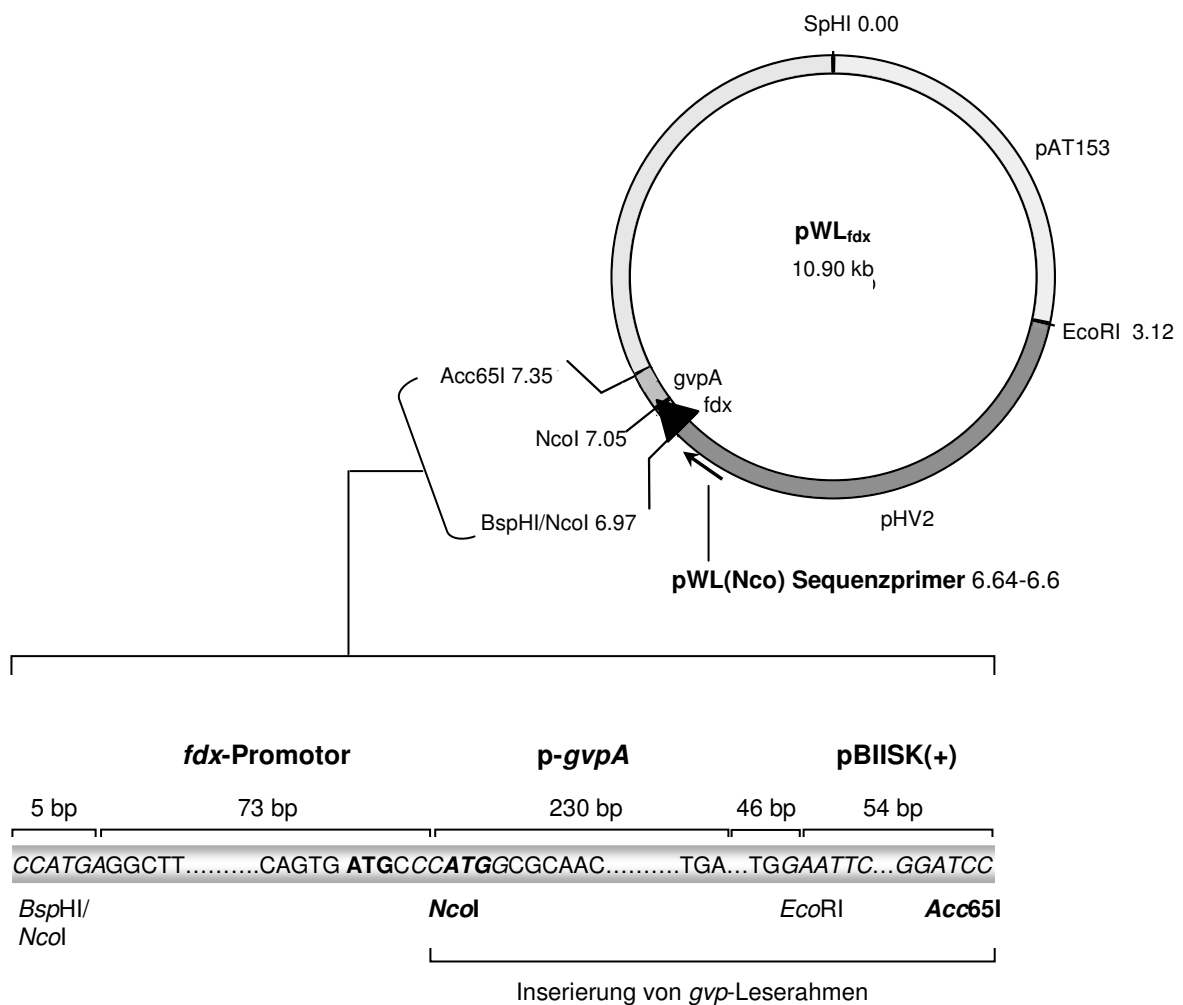 SpHI 0.00
pAT153
pWLfdx
10.90 kb
EcoRI 3.12
Acc65I 7.35
gvpA
fdx
NcoI 7.05
BspHI/NcoI 6.97
pHV2
pWL(Nco) Sequenzprimer 6.64-6.6
fdx-Promotor p-gvpA pBIISK(+)
5 bp 73 bp 230 bp 46 bp 54 bp
CCATGAGGCTT..........CAGTG ATGCCCATGGCGCAAC.........TGA...TGGAATTC...GGATCC
BspHI/ NcoI EcoRI Acc65I
NcoI
Inserierung von gvp-Leserahmen